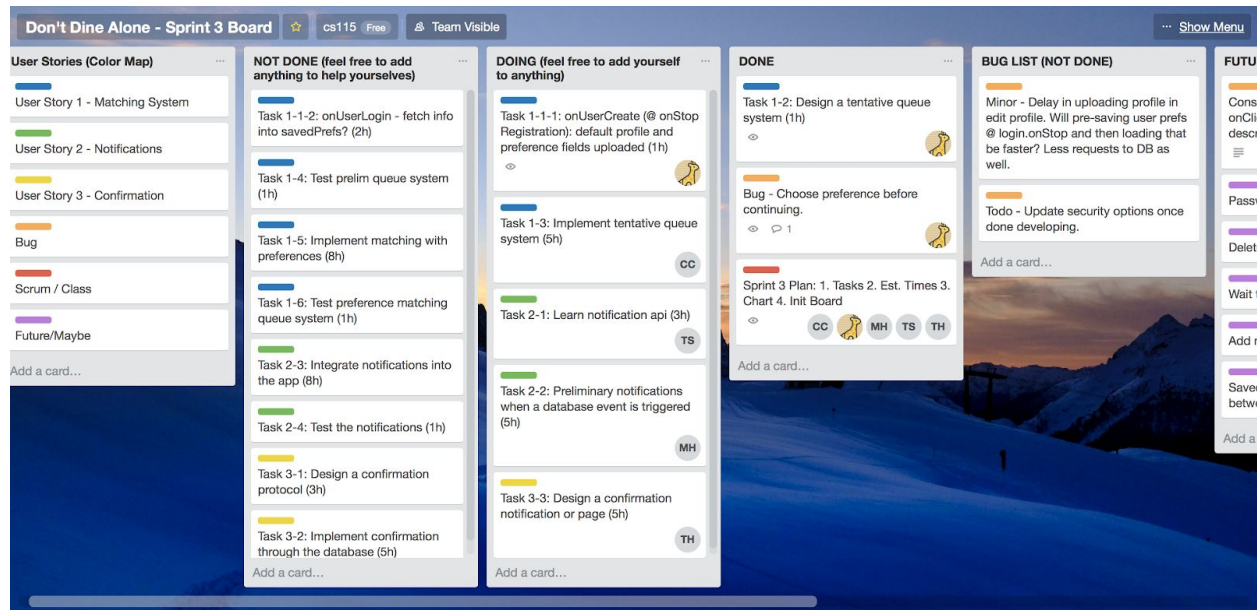 Don't Dine Alone - Sprint 3 Board
cs115 Free
Team Visible
... Show Menu
User Stories (Color Map)
User Story 1 - Matching System
User Story 2 - Notifications
User Story 3 - Confirmation
Bug
Scrum / Class
Future/Maybe
Add a card...
NOT DONE (feel free to add
anything to help yourselves)
Task 1-1-2: onUserLogin - fetch info
into savedPrefs? (2h)
Task 1-4: Test prelim queue system
(1h)
Task 1-5: Implement matching with
preferences (8h)
Task 1-6: Test preference matching
queue system (1h)
Task 2-3: Integrate notifications into
the app (8h)
Task 2-4: Test the notifications (1h)
Task 3-1: Design a confirmation
protocol (3h)
Task 3-2: Implement confirmation
through the database (5h)
Add a card...
DOING (feel free to add yourself
to anything)
Task 1-1-1: onUserCreate (@ onStop
Registration): default profile and
preference fields uploaded (1h)
Task 1-3: Implement tentative queue
system (5h)
CC
Task 2-1: Learn notification api (3h)
TS
Task 2-2: Preliminary notifications
when a database event is triggered
(5h)
MH
Task 3-3: Design a confirmation
notification or page (5h)
TH
Add a card...
DONE
Task 1-2: Design a tentative queue
system (1h)
Bug - Choose preference before
continuing.
1
Sprint 3 Plan: 1. Tasks 2. Est. Times 3.
Chart 4. Init Board
CC MH TS TH
Add a card...
BUG LIST (NOT DONE)
Minor - Delay in uploading profile in
edit profile. Will pre-saving user prefs
@ login.onStop and then loading that
be faster? Less requests to DB as
well.
Todo - Update security options once
done developing.
Add a card...
FUTU
Cons
onCli
descr
Passv
Delet
Wait t
Add r
Saved
betwe
Add a